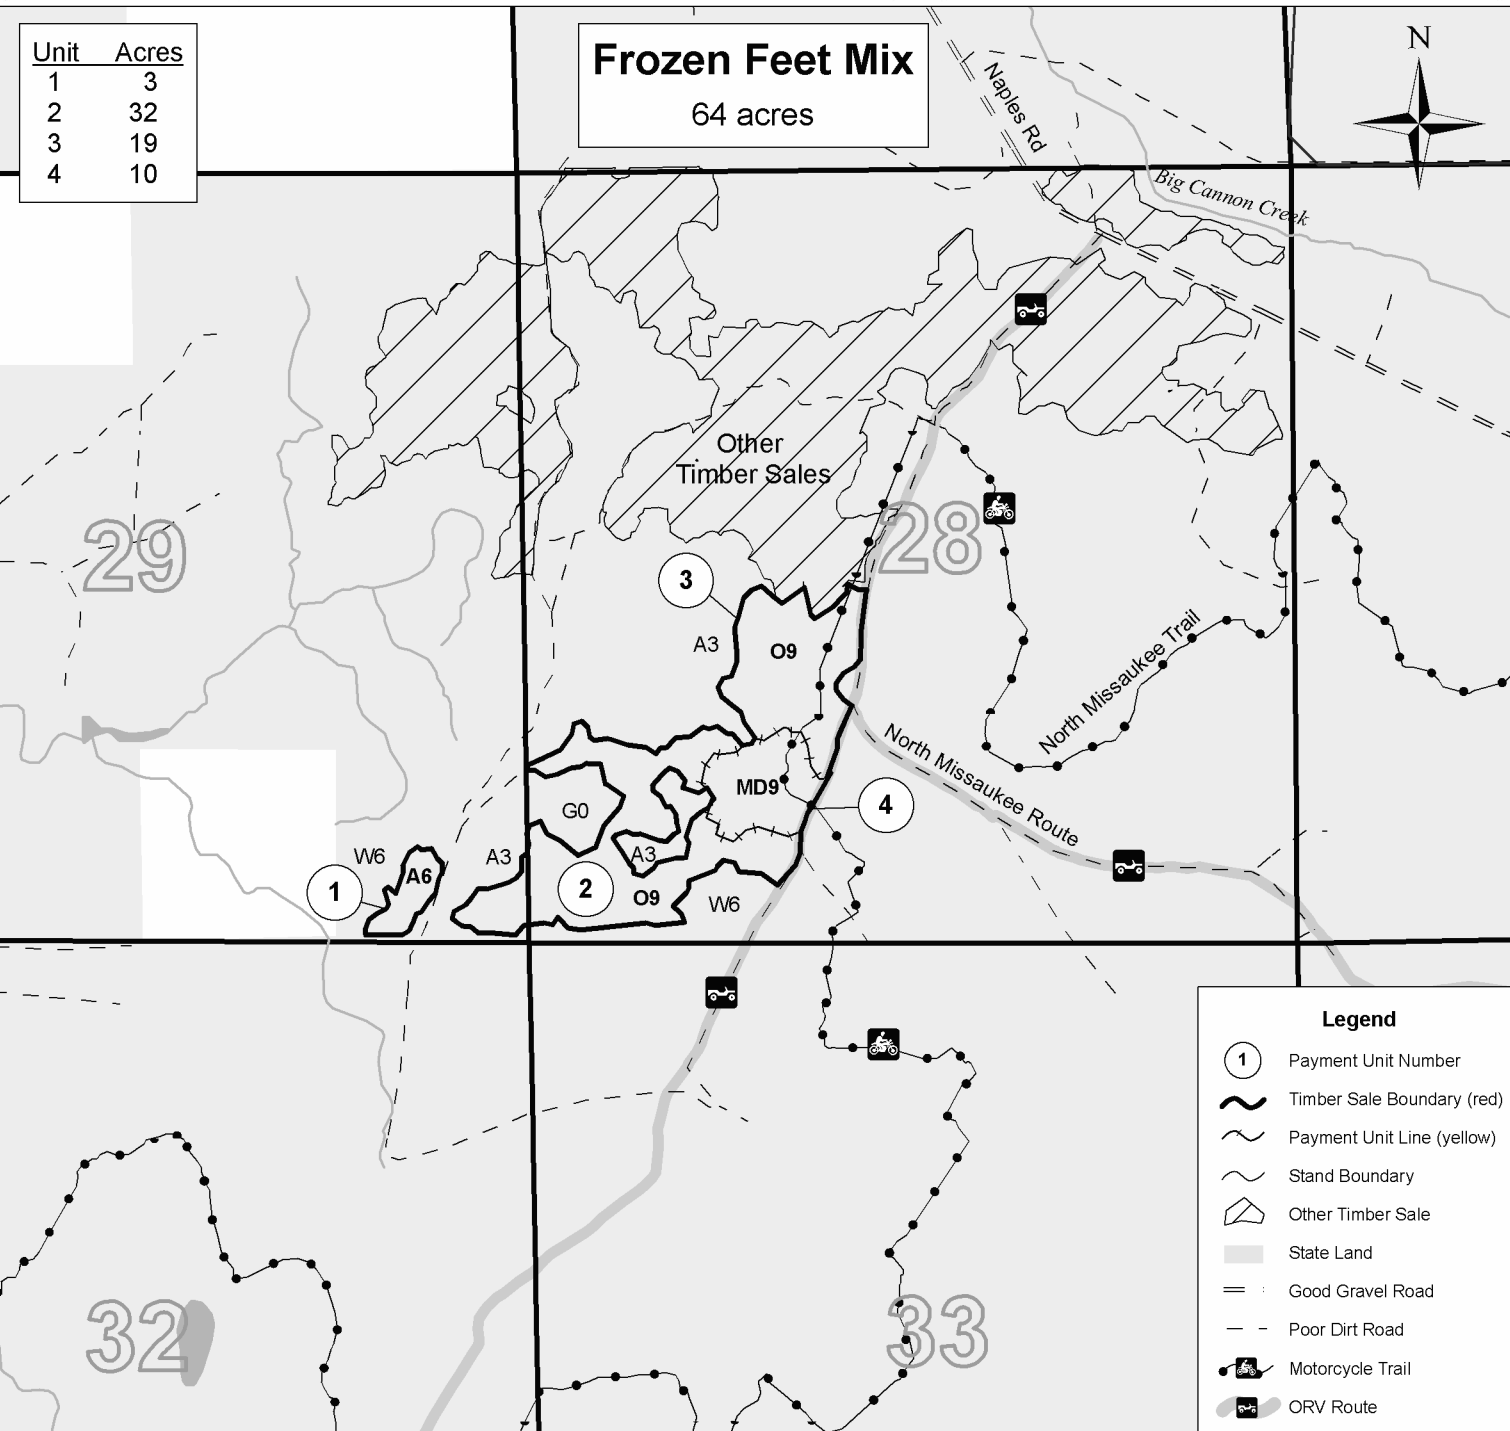 Unit Acres
1 3
2 32
3 19
4 10
Frozen Feet Mix
64 acres
N
Naples Rd
Big Cannon Creek
Other
Timber Sales
29
28
3
A3
O9
North Missaukee Trail
North Missaukee Route
MD9
4
G0
W6
A6
A3
A3
1
2
O9
W6
32
33
Legend
1 Payment Unit Number
Timber Sale Boundary (red)
Payment Unit Line (yellow)
Stand Boundary
Other Timber Sale
State Land
Good Gravel Road
Poor Dirt Road
Motorcycle Trail
ORV Route